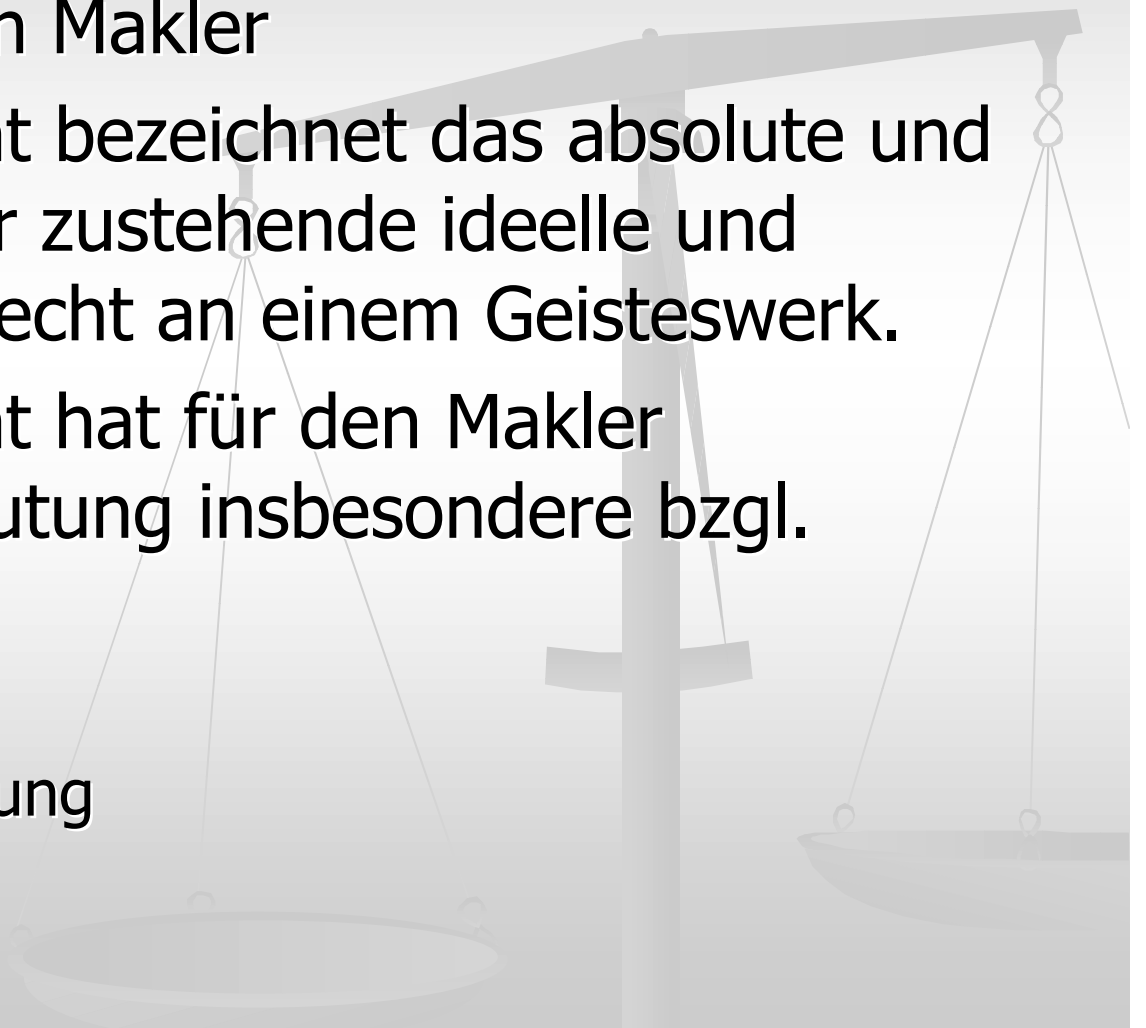 n Makler
t bezeichnet das absolute und
r zustehende ideelle und
echt an einem Geisteswerk.
t hat für den Makler
utung insbesondere bzgl.
ung